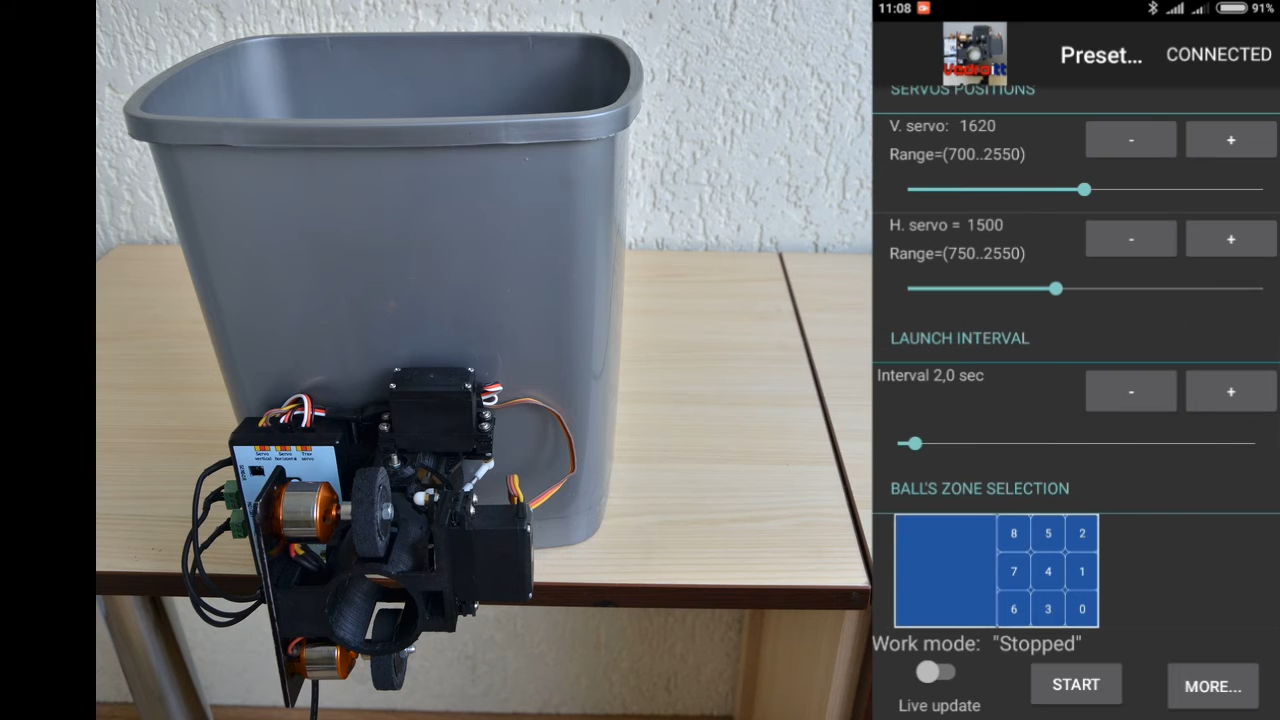 11:08
91%
Vedroitt
Preset...
CONNECTED
SERVOS POSITIONS
V. servo: 1620
Range=(700..2550)
-
+
H. servo = 1500
Range=(750..2550)
-
+
LAUNCH INTERVAL
Interval 2,0 sec
-
+
BALL'S ZONE SELECTION
8 5 2
7 4 1
6 3 0
Work mode: "Stopped"
Live update
START
MORE...
Servo vertical
Servo horizontal
Tray servo